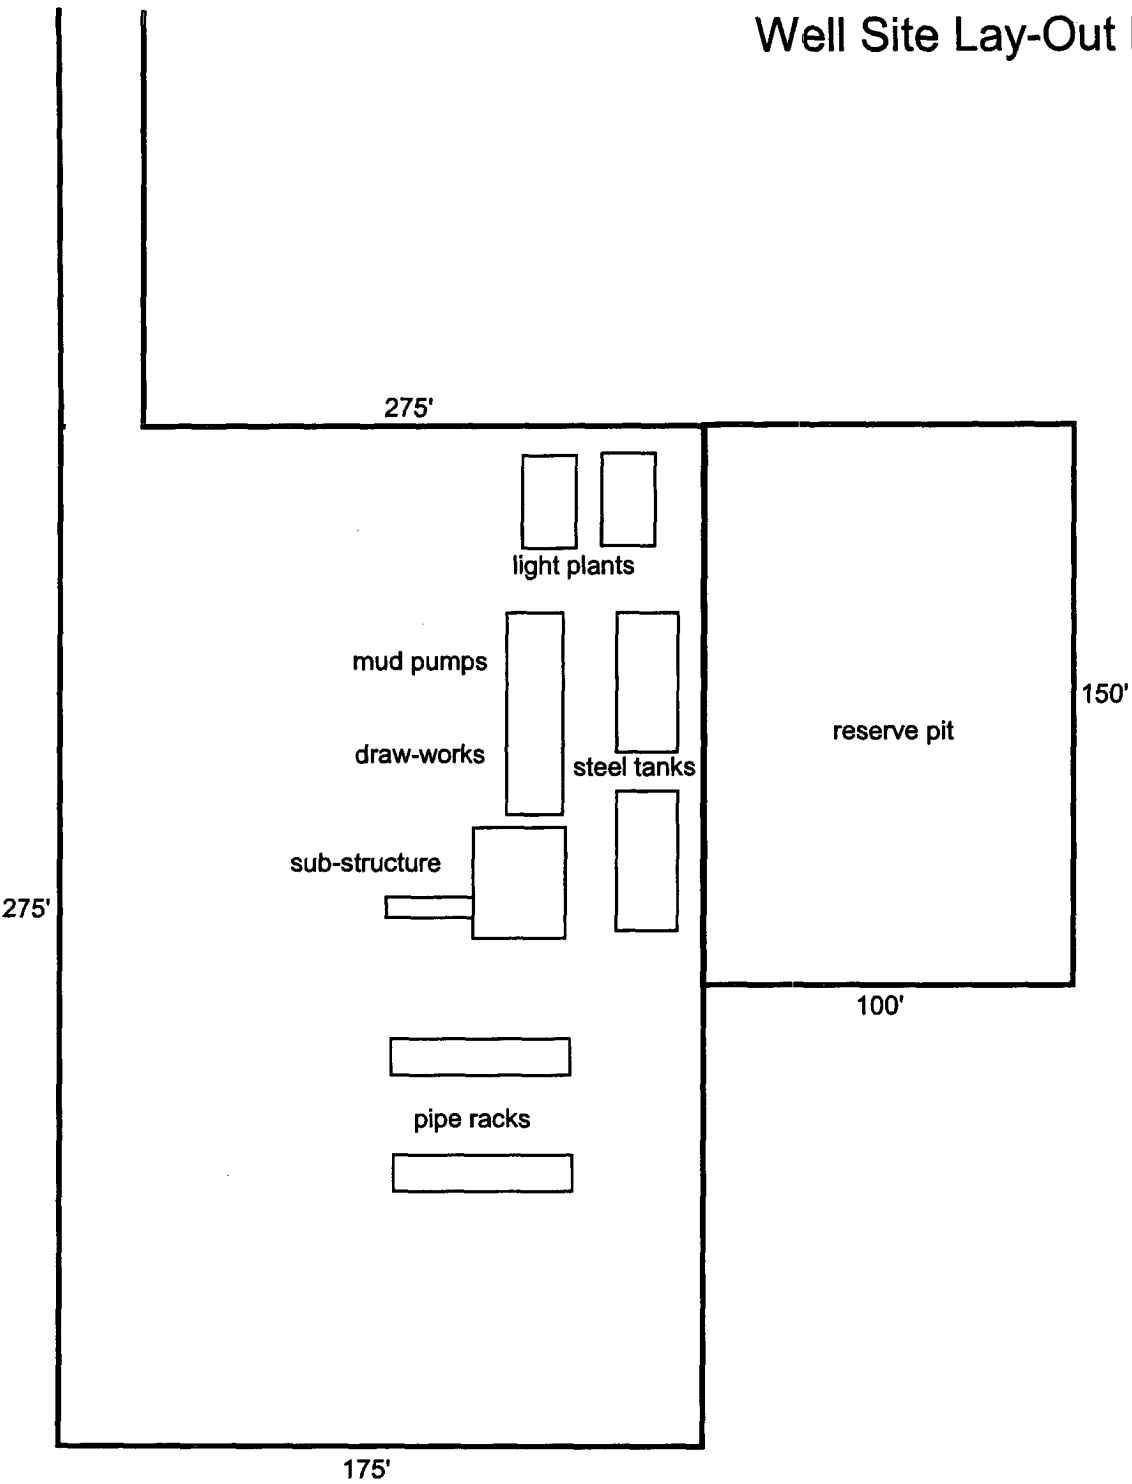 Well Site Lay-Out
275'
light plants
mud pumps
150'
reserve pit
draw-works
steel tanks
sub-structure
275'
100'
pipe racks
175'